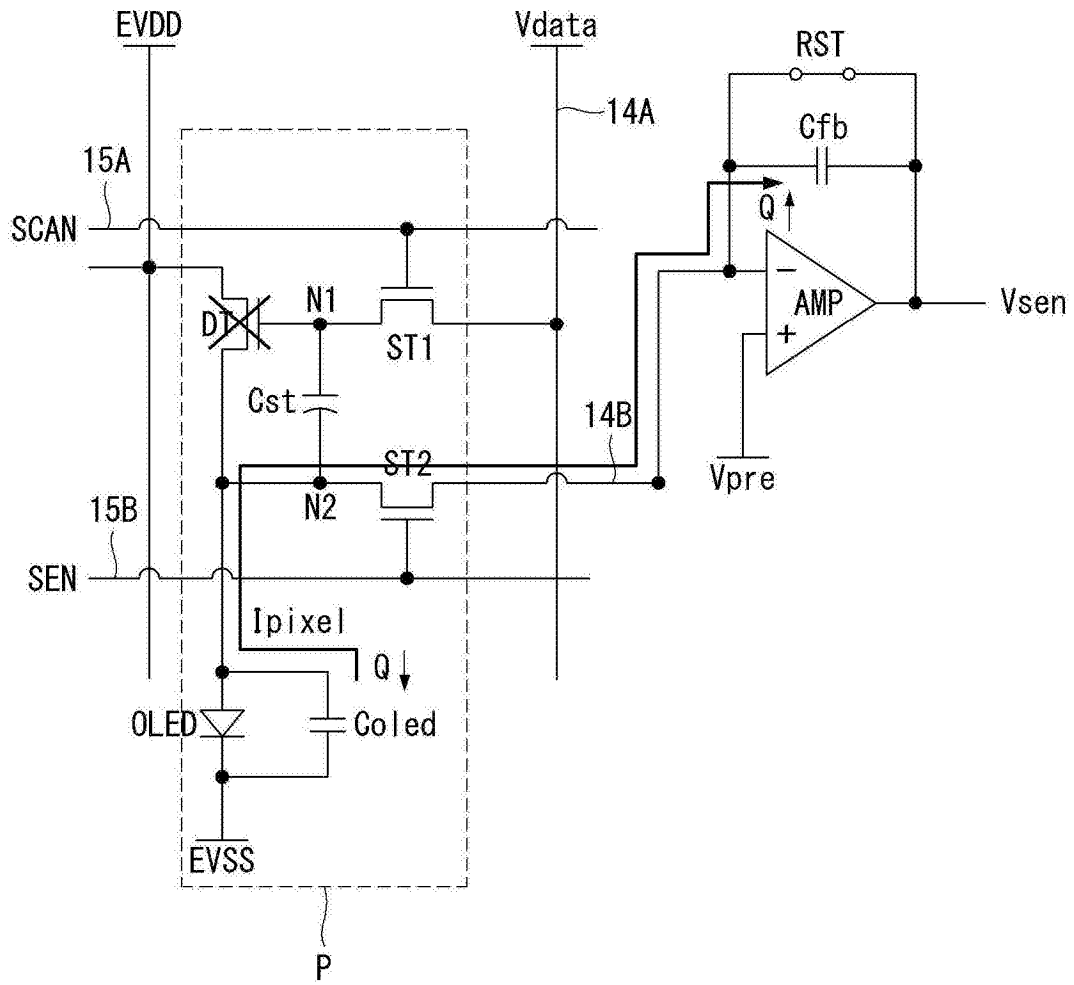 EVDD
Vdata
RST
14A
Cfb
15A
Q
SCAN
N1
DT
AMP
Vsen
ST1
Cst
14B
ST2
Vpre
N2
15B
SEN
Ipixel
Q
OLED
Coled
EVSS
P